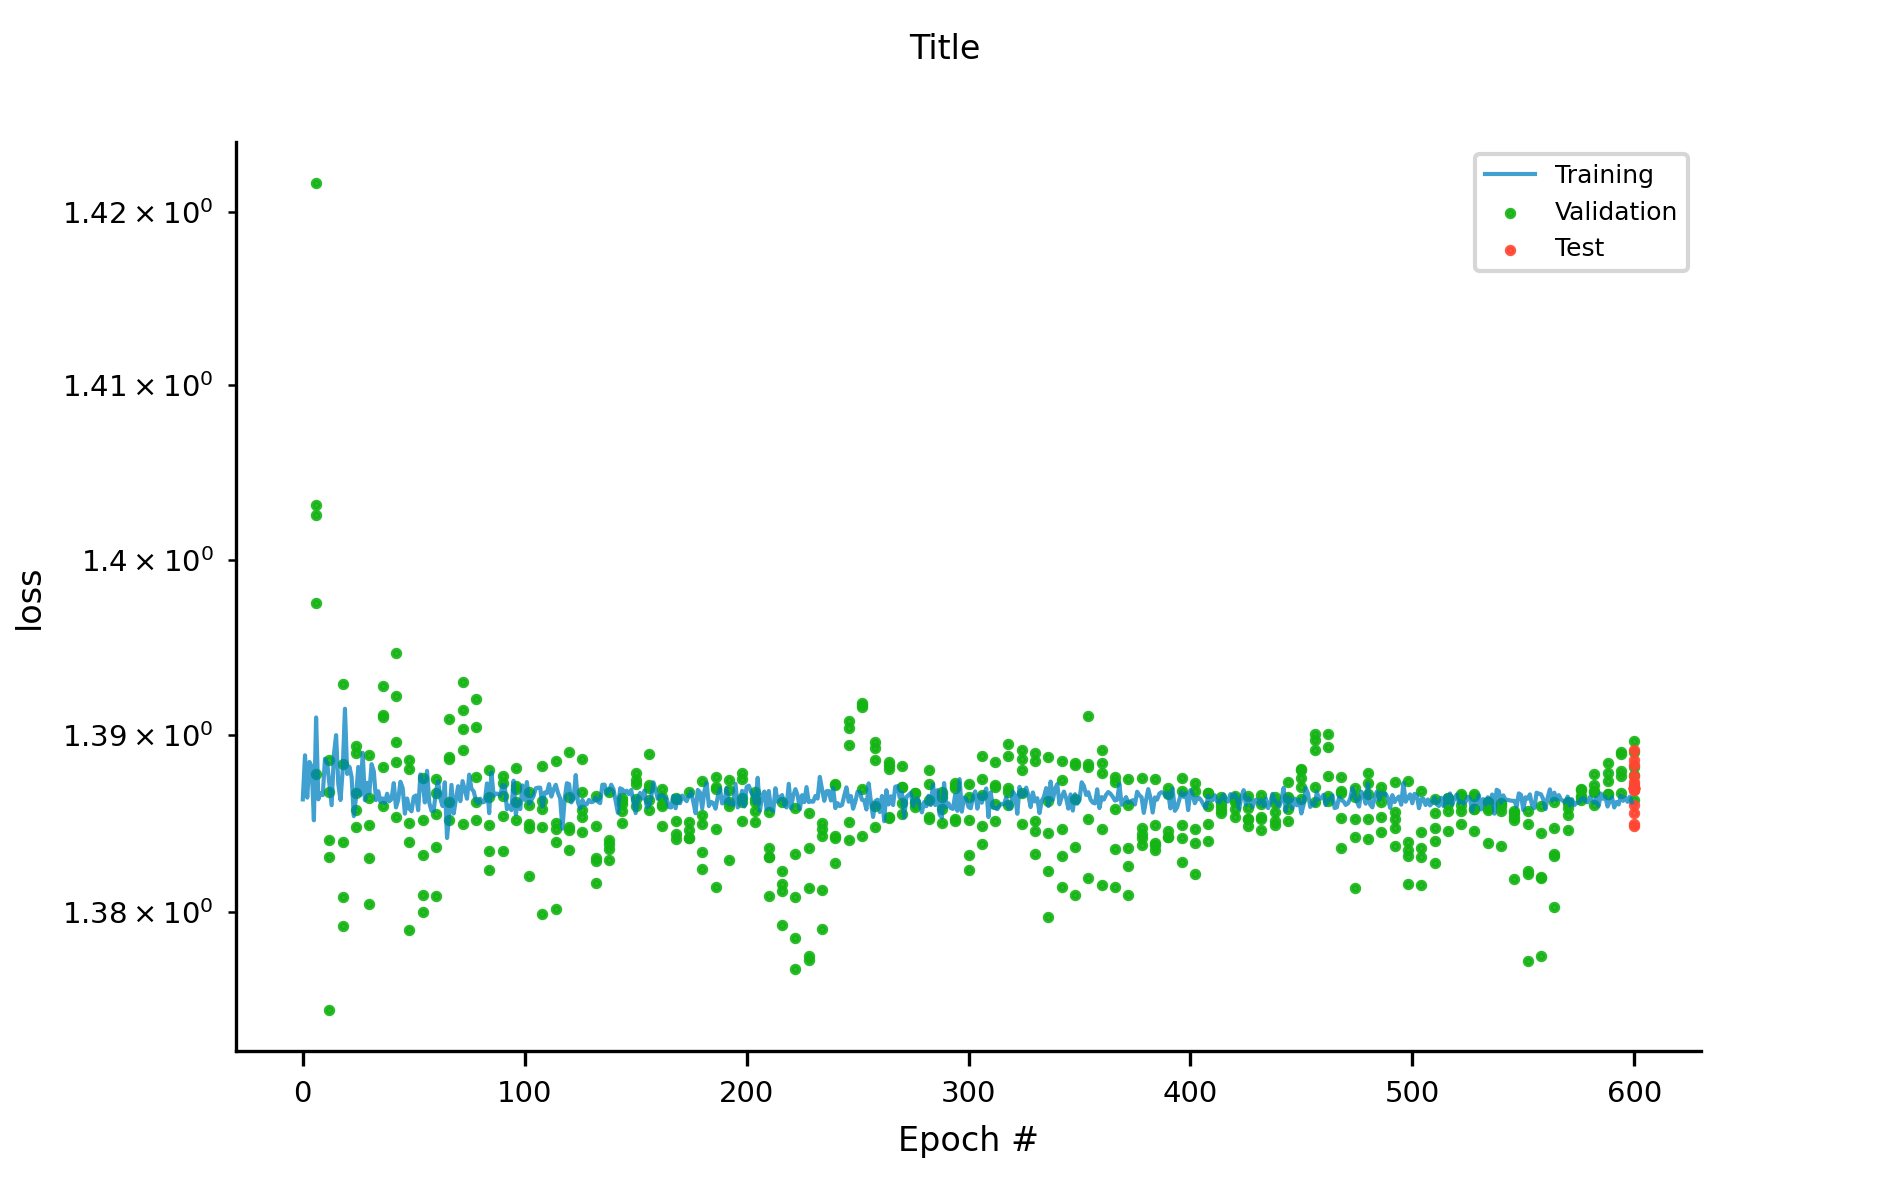 Title
Training
Validation
Test
1.42 × 10⁰
1.41 × 10⁰
1.4 × 10⁰
1.39 × 10⁰
1.38 × 10⁰
loss
0 100 200 300 400 500 600
Epoch #